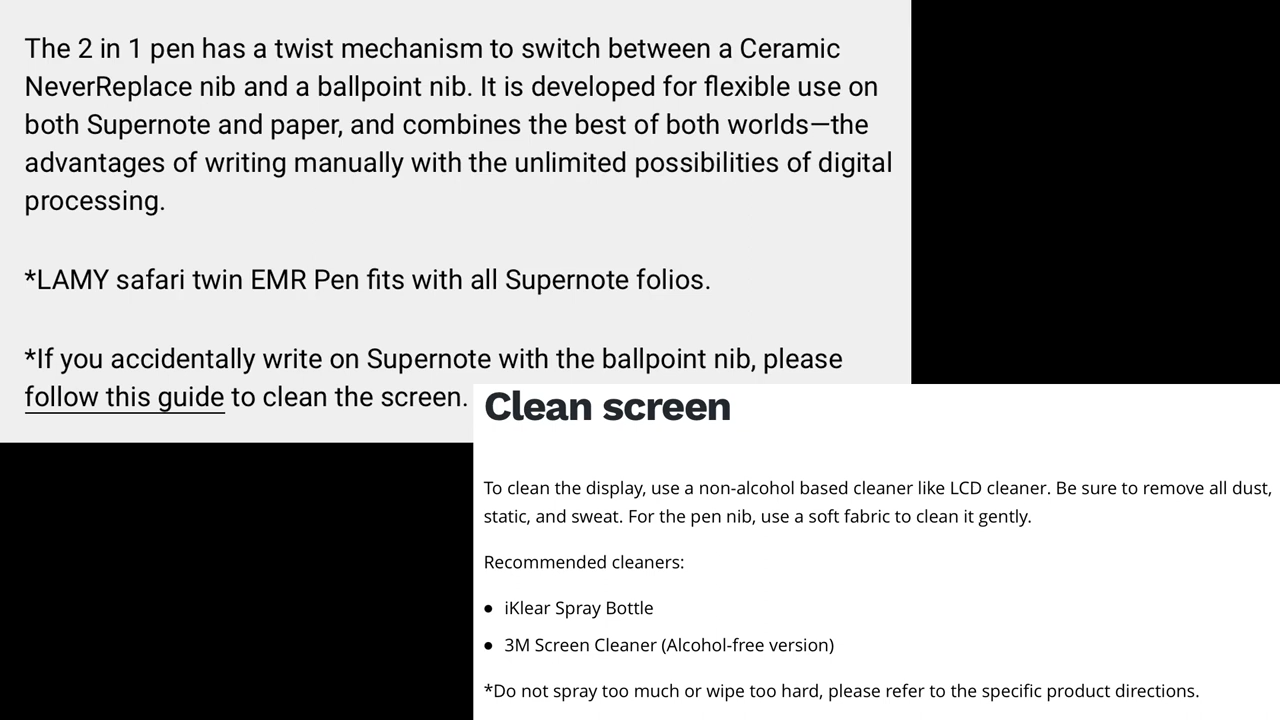 The 2 in 1 pen has a twist mechanism to switch between a Ceramic
NeverReplace nib and a ballpoint nib. It is developed for flexible use on
both Supernote and paper, and combines the best of both worlds—the
advantages of writing manually with the unlimited possibilities of digital
processing.
*LAMY safari twin EMR Pen fits with all Supernote folios.
*If you accidentally write on Supernote with the ballpoint nib, please
follow this guide to clean the screen.
Clean screen
To clean the display, use a non-alcohol based cleaner like LCD cleaner. Be sure to remove all dust,
static, and sweat. For the pen nib, use a soft fabric to clean it gently.
Recommended cleaners:
● iKlear Spray Bottle
● 3M Screen Cleaner (Alcohol-free version)
*Do not spray too much or wipe too hard, please refer to the specific product directions.